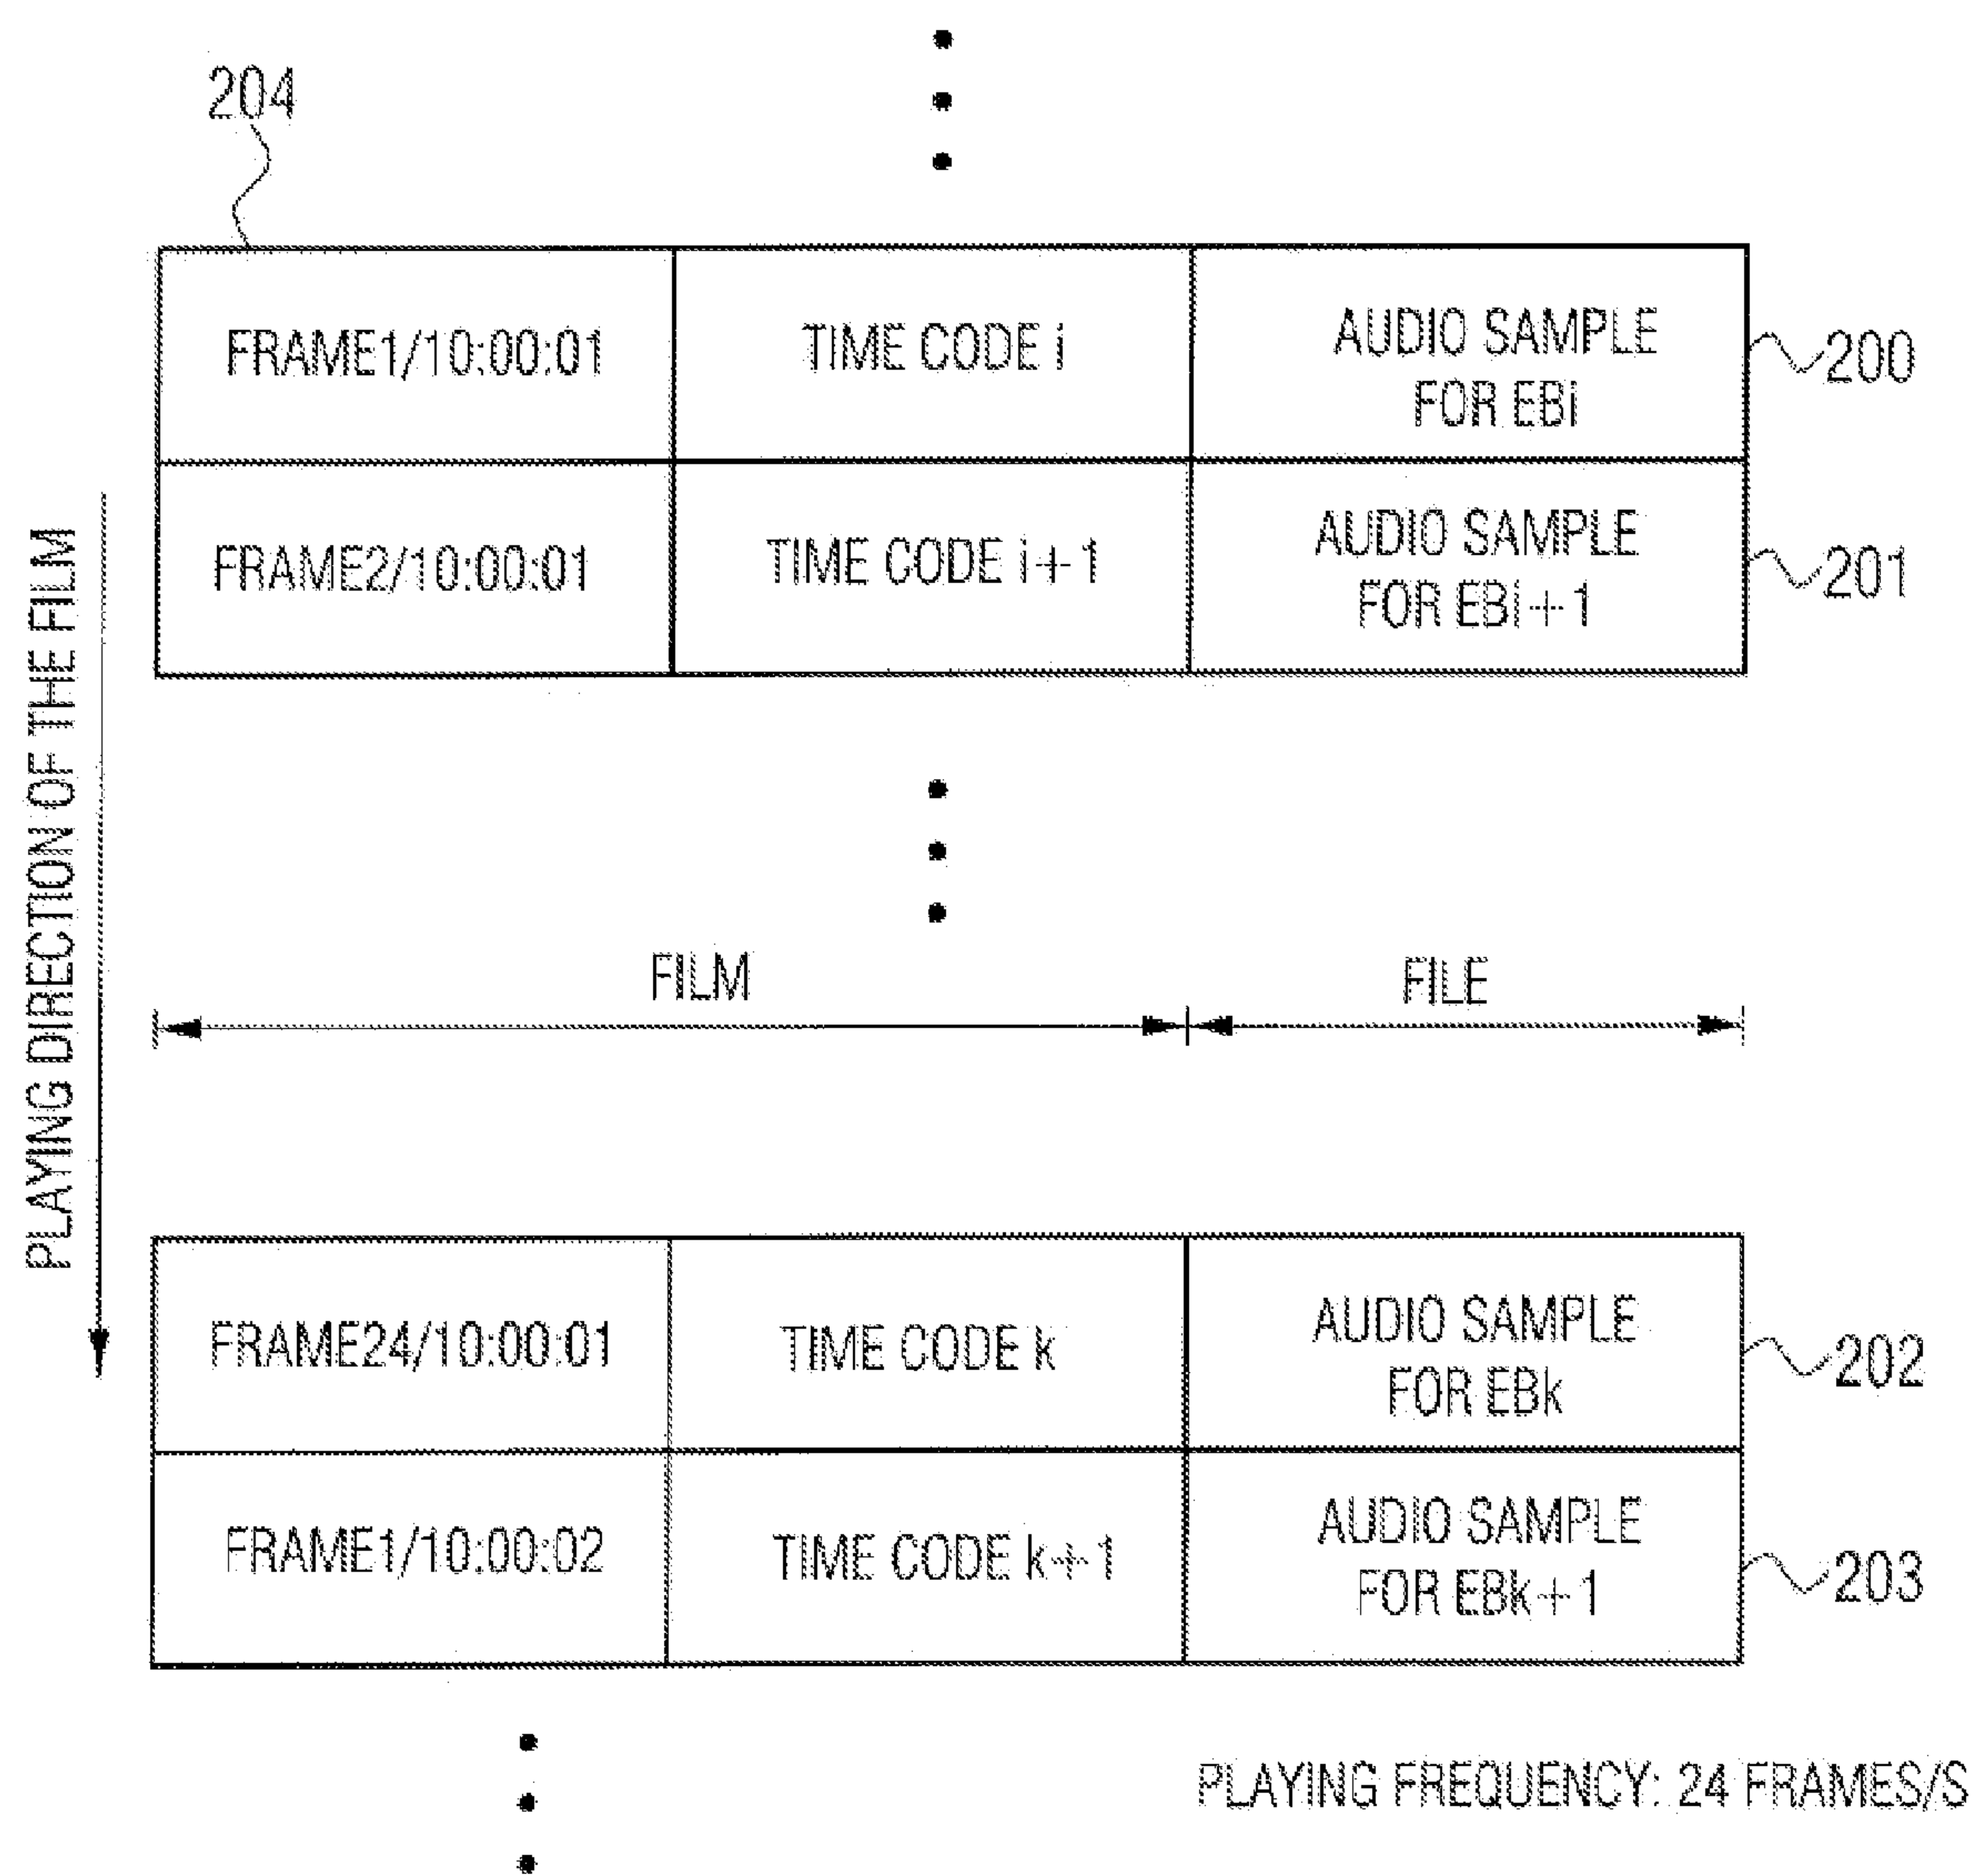 204
FRAME1/10:00:01
TIME CODE i
AUDIO SAMPLE
FOR EBi
200
FRAME2/10:00:01
TIME CODE i+1
AUDIO SAMPLE
FOR EBi+1
201
PLAYING DIRECTION OF THE FILM
FILM
FILE
FRAME24/10:00:01
TIME CODE k
AUDIO SAMPLE
FOR EBk
202
FRAME1/10:00:02
TIME CODE k+1
AUDIO SAMPLE
FOR EBk+1
203
PLAYING FREQUENCY: 24 FRAMES/S